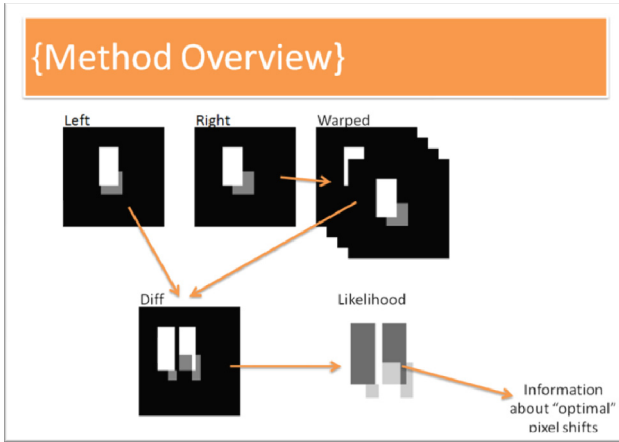 {Method Overview}
Left
Right
Warped
Diff
Likelihood
Information
about “optimal”
pixel shifts